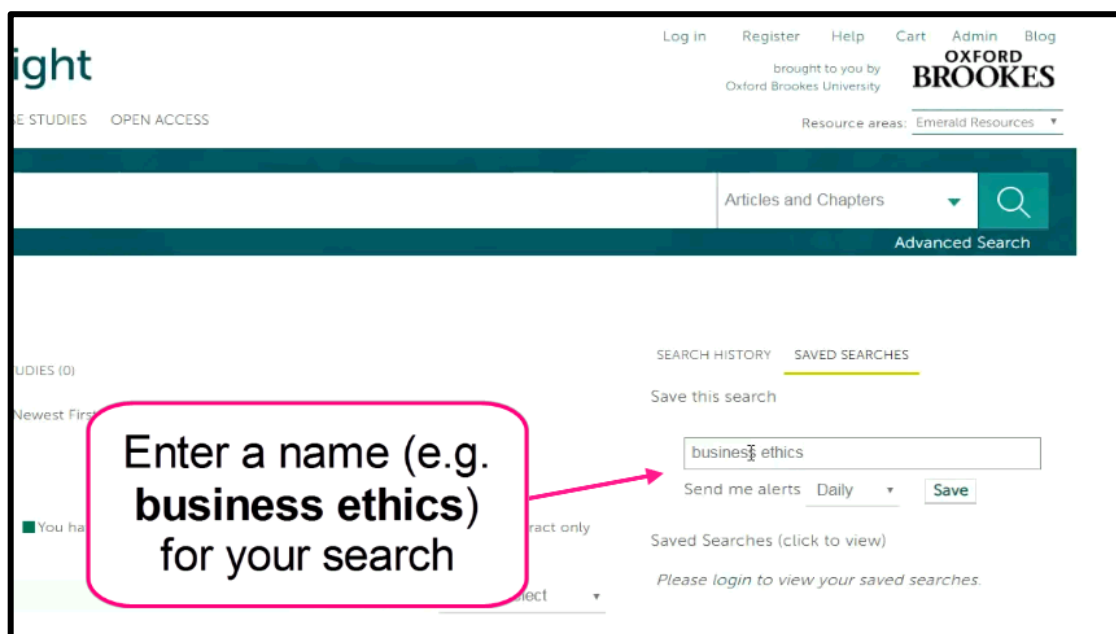 Log in Register Help Cart Admin Blog
ight
brought to you by
Oxford Brookes University
OXFORD
BROOKES
SE STUDIES OPEN ACCESS
Resource areas: Emerald Resources
Articles and Chapters
Advanced Search
SEARCH HISTORY SAVED SEARCHES
UDIES (0)
Save this search
Newest First
business ethics
Enter a name (e.g.
business ethics)
for your search
Send me alerts Daily Save
You ha
ract only
Saved Searches (click to view)
Please login to view your saved searches.
lect